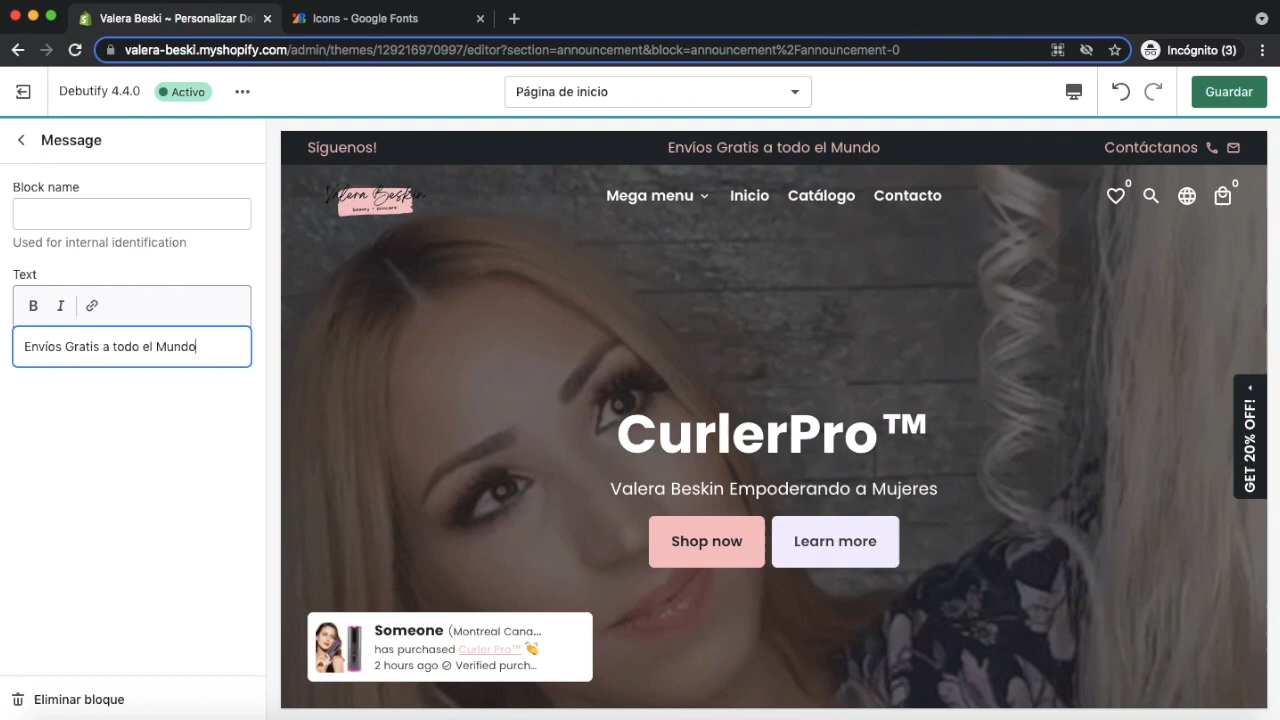 Valera Beski ~ Personalizar De
Icons - Google Fonts
valera-beski.myshopify.com/admin/themes/129216970997/editor?section=announcement&block=announcement%2Fannouncement-0
Incógnito (3)
Debutify 4.4.0
Activo
Página de inicio
Guardar
Message
Block name
Used for internal identification
Text
B I
Envíos Gratis a todo el Mundo
Eliminar bloque
Síguenos!
Envíos Gratis a todo el Mundo
Contáctanos
Valera Beskin
beauty + skincare
Mega menu
Inicio
Catálogo
Contacto
0
0
CurlerPro™
Valera Beskin Empoderando a Mujeres
Shop now
Learn more
GET 20% OFF!
Someone (Montreal Cana...
has purchased Curler Pro™ 👏
2 hours ago Verified purch...